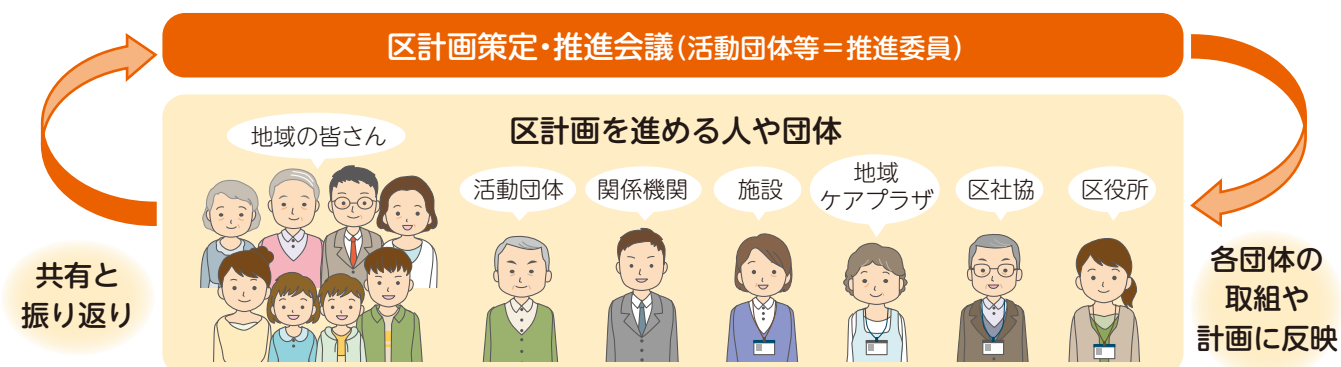 区計画策定・推進会議（活動団体等＝推進委員）
区計画を進める人や団体
地域の皆さん
活動団体
関係機関
施設
地域
ケアプラザ
区社協
区役所
共有と
振り返り
各団体の
取組や
計画に反映